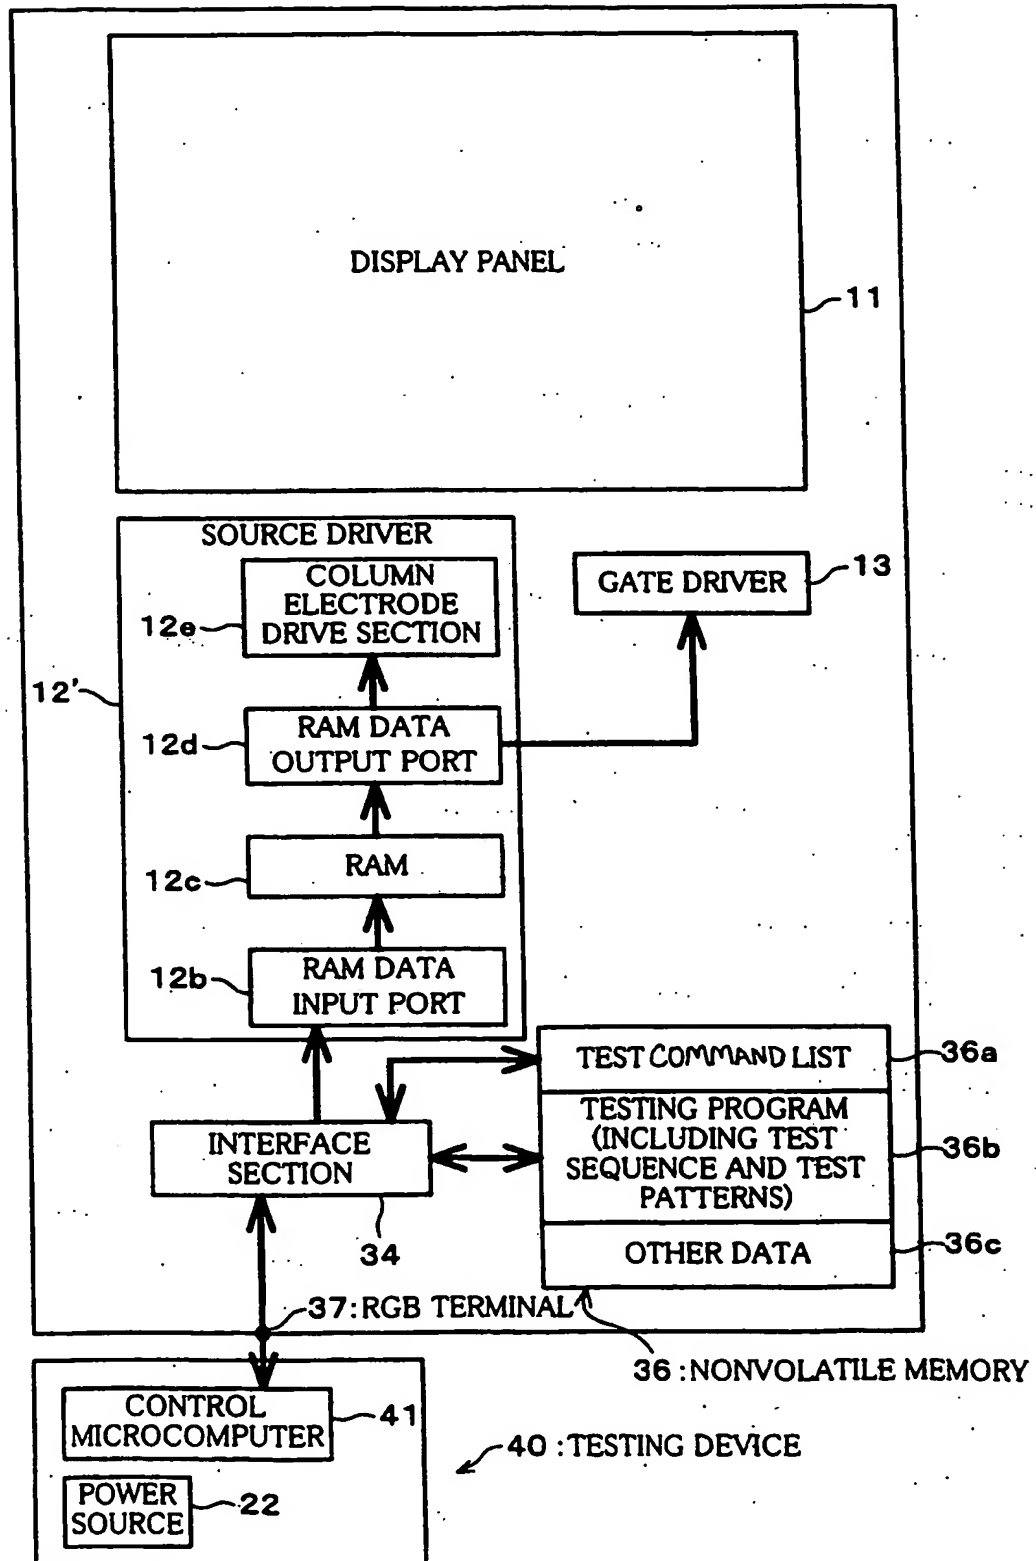 DISPLAY PANEL
11
SOURCE DRIVER
COLUMN
ELECTRODE
DRIVE SECTION
12e
GATE DRIVER
13
12'
RAM DATA
OUTPUT PORT
12d
RAM
12c
RAM DATA
INPUT PORT
12b
TEST COMMAND LIST
36a
TESTING PROGRAM
(INCLUDING TEST
SEQUENCE AND TEST
PATTERNS)
36b
INTERFACE
SECTION
34
OTHER DATA
36c
37:RGB TERMINAL
36:NONVOLATILE MEMORY
CONTROL
MICROCOMPUTER
41
40:TESTING DEVICE
POWER
SOURCE
22